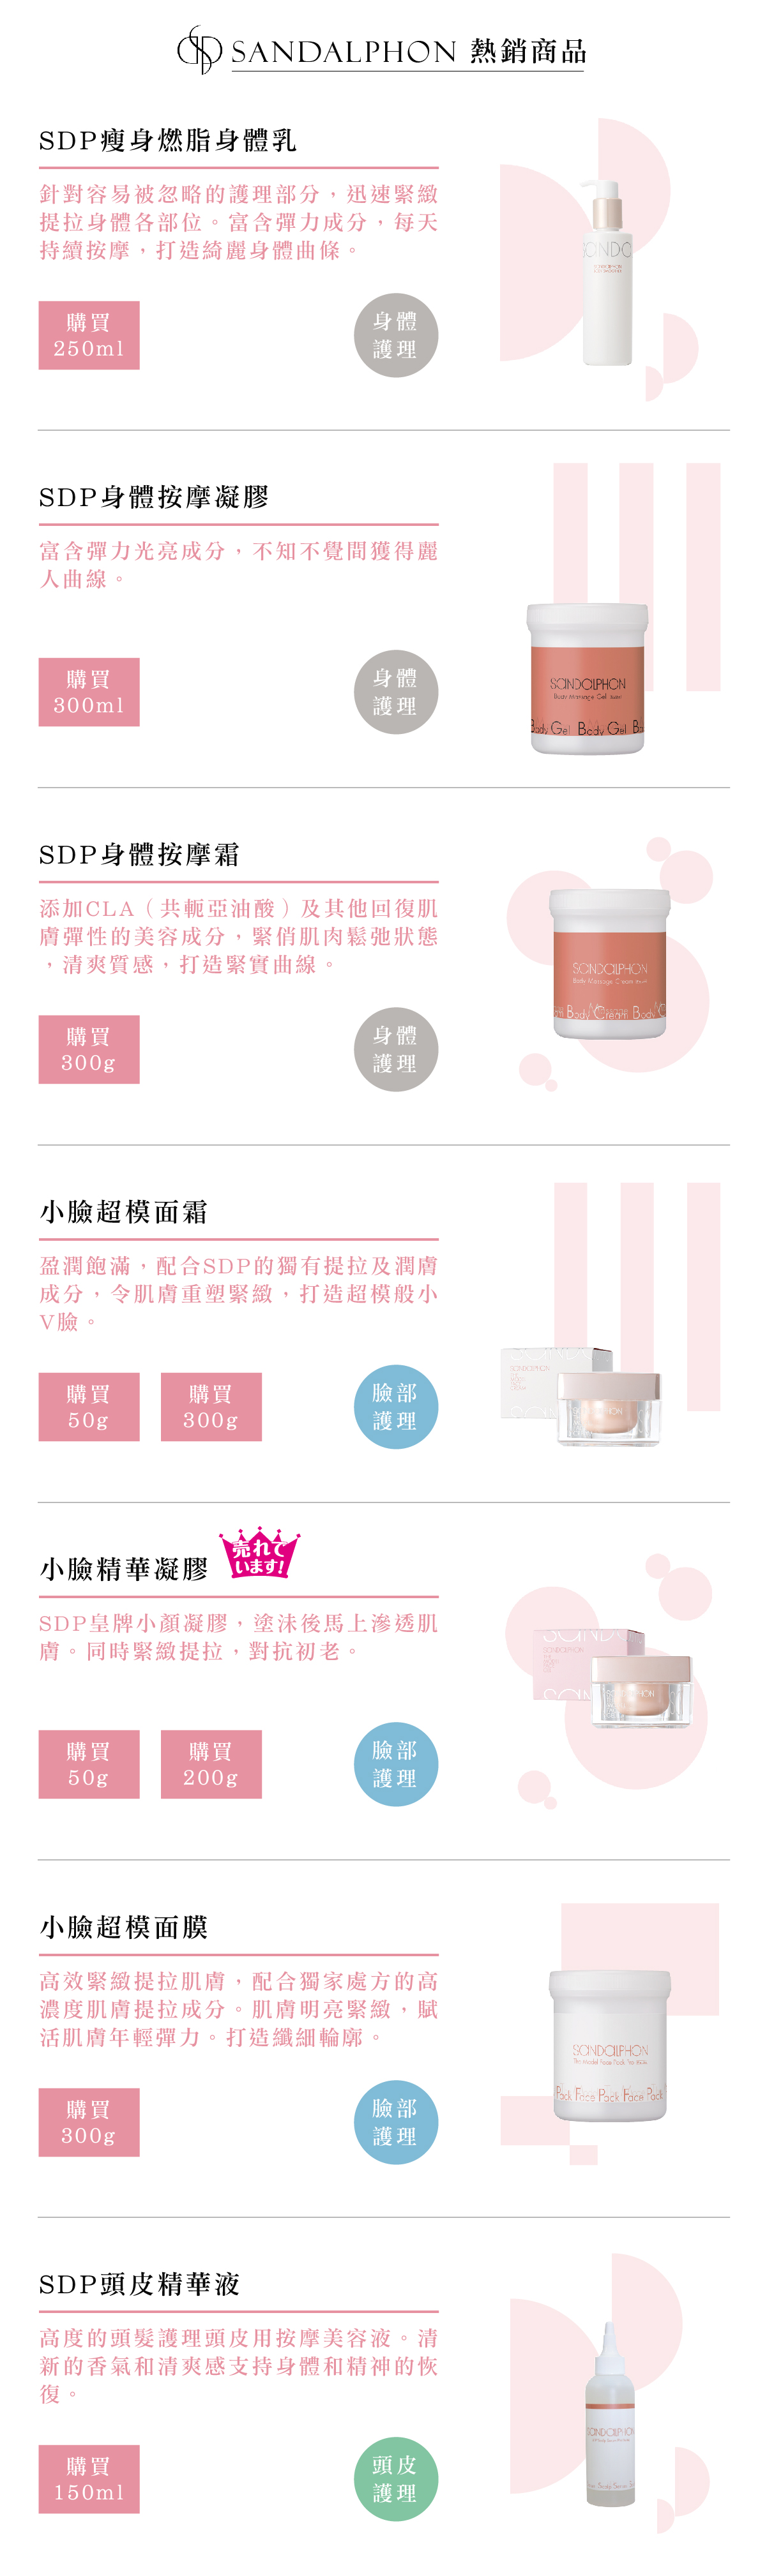 SANDALPHON 熱銷商品
SDP瘦身燃脂身體乳
針對容易被忽略的護理部分，迅速緊緻
提拉身體各部位。富含彈力成分，每天
持續按摩，打造綺麗身體曲條。
購買
250ml
身體
護理
SDP身體按摩凝膠
富含彈力光亮成分，不知不覺間獲得麗
人曲線。
購買
300ml
身體
護理
SANDALPHON
Body Massage Gel
Body Gel Body Gel Bo
SDP身體按摩霜
添加CLA（共軛亞油酸）及其他回復肌
膚彈性的美容成分，緊俏肌肉鬆弛狀態
，清爽質感，打造緊實曲線。
購買
300g
身體
護理
SANDALPHON
Body Massage Cream
Body Cream Body C
小臉超模面霜
盈潤飽滿，配合SDP的獨有提拉及潤膚
成分，令肌膚重塑緊緻，打造超模般小
V臉。
購買
50g
購買
300g
臉部
護理
SANDALPHON
小臉精華凝膠
売れて
います!
SDP皇牌小顏凝膠，塗沫後馬上滲透肌
膚。同時緊緻提拉，對抗初老。
購買
50g
購買
200g
臉部
護理
SANDALPHON
小臉超模面膜
高效緊緻提拉肌膚，配合獨家處方的高
濃度肌膚提拉成分。肌膚明亮緊緻，賦
活肌膚年輕彈力。打造纖細輪廓。
購買
300g
臉部
護理
SANDALPHON
Pack Face Pack Face Pack
SDP頭皮精華液
高度的頭髮護理頭皮用按摩美容液。清
新的香氣和清爽感支持身體和精神的恢
復。
購買
150ml
頭皮
護理
SANDALPHON